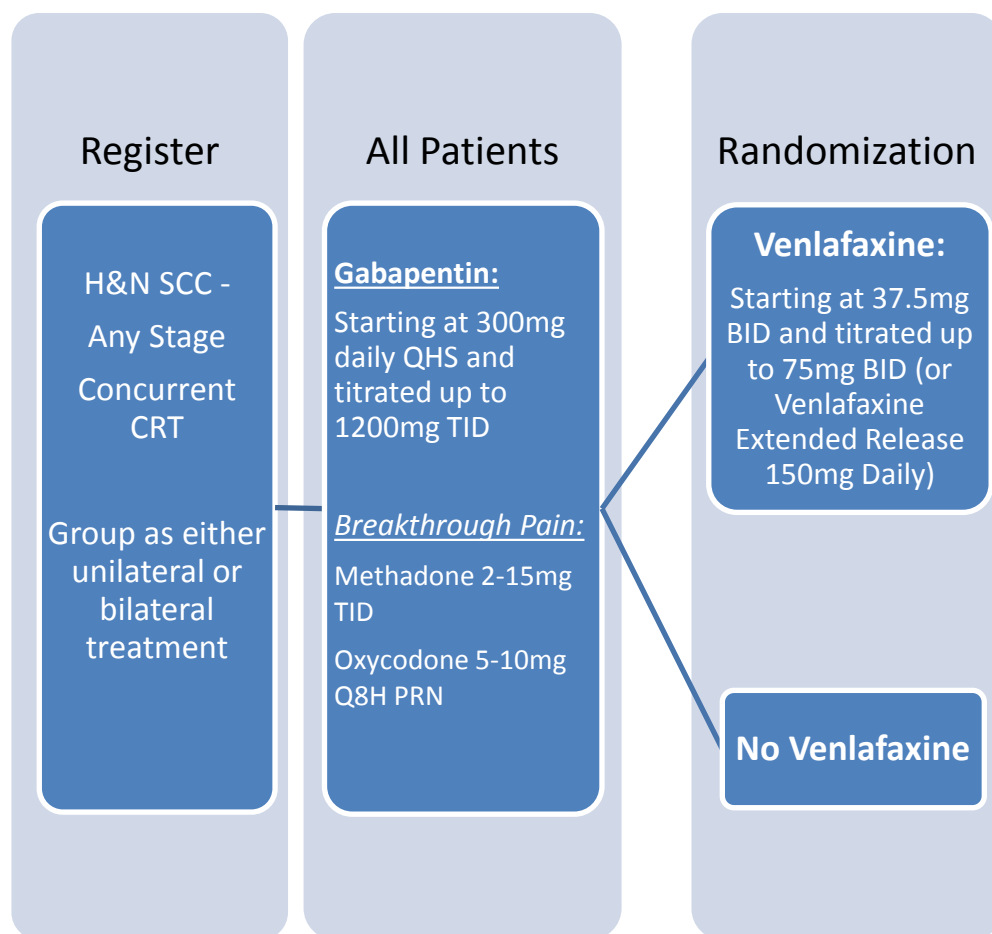 Register
H&N SCC -
Any Stage
Concurrent
CRT
Group as either
unilateral or
bilateral
treatment
All Patients
Gabapentin:
Starting at 300mg
daily QHS and
titrated up to
1200mg TID
Breakthrough Pain:
Methadone 2-15mg
TID
Oxycodone 5-10mg
Q8H PRN
Randomization
Venlafaxine:
Starting at 37.5mg
BID and titrated up
to 75mg BID (or
Venlafaxine
Extended Release
150mg Daily)
No Venlafaxine